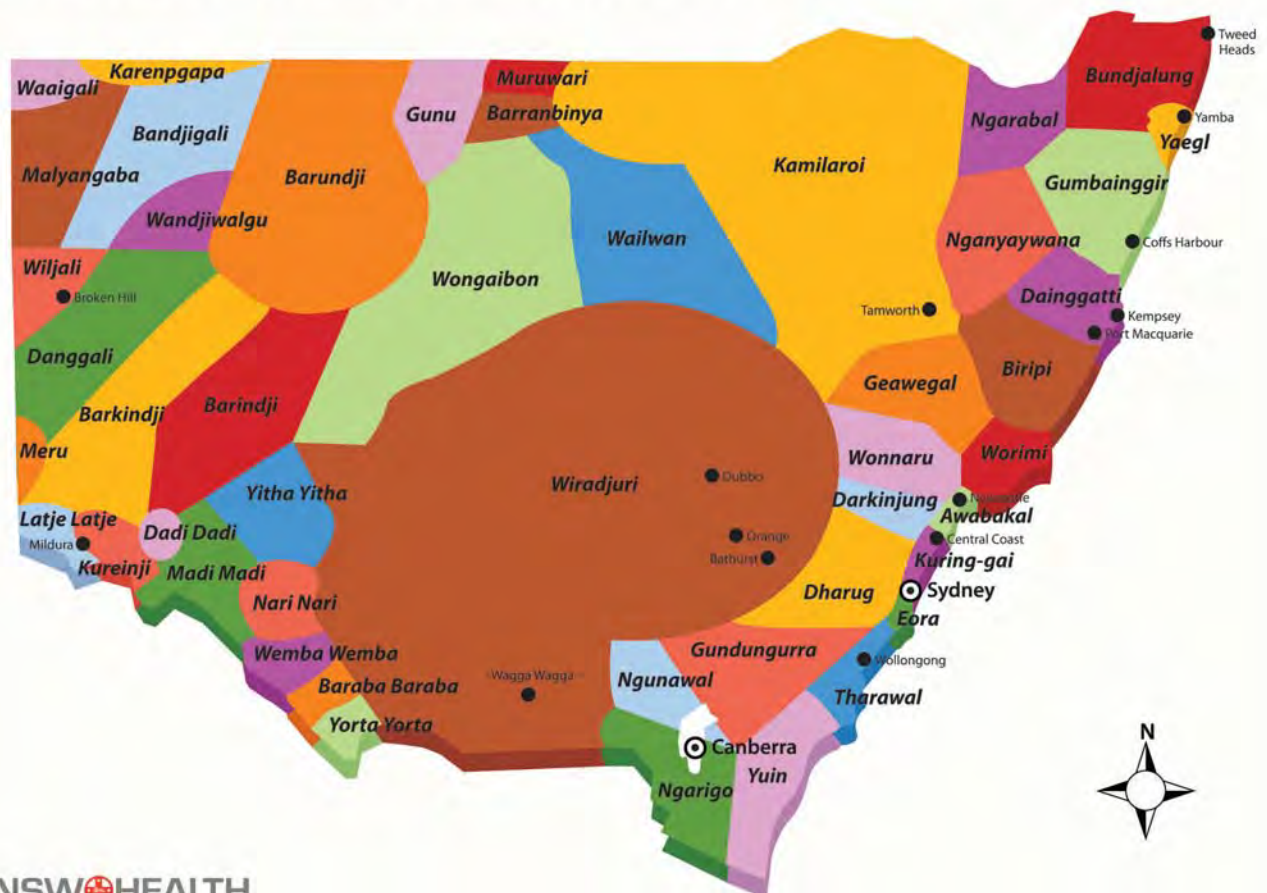 Tweed
Heads
Karenpgapa
Waaigali
Muruwari
Bundjalung
Gunu
Barranbinya
Ngarabal
Yamba
Bandjigali
Yaegl
Malyangaba
Barundji
Kamilaroi
Gumbainggir
Wandjiwalgu
Wailwan
Nganyaywana
Coffs Harbour
Wiljali
Wongaibon
Broken Hill
Dainggatti
Tamworth
Kempsey
Port Macquarie
Danggali
Biripi
Geawegal
Barkindji
Barindji
Meru
Wonnaru
Worimi
Dubbo
Wiradjuri
Yitha Yitha
Darkinjung
Newcastle
Latje Latje
Awabakal
Dadi Dadi
Orange
Central Coast
Mildura
Bathurst
Kuring-gai
Kureinji
Madi Madi
Dharug
Sydney
Nari Nari
Eora
Wemba Wemba
Gundungurra
Wollongong
Wagga Wagga
Ngunawal
Baraba Baraba
Tharawal
Yorta Yorta
Canberra
N
Yuin
Ngarigo
NSW HEALTH